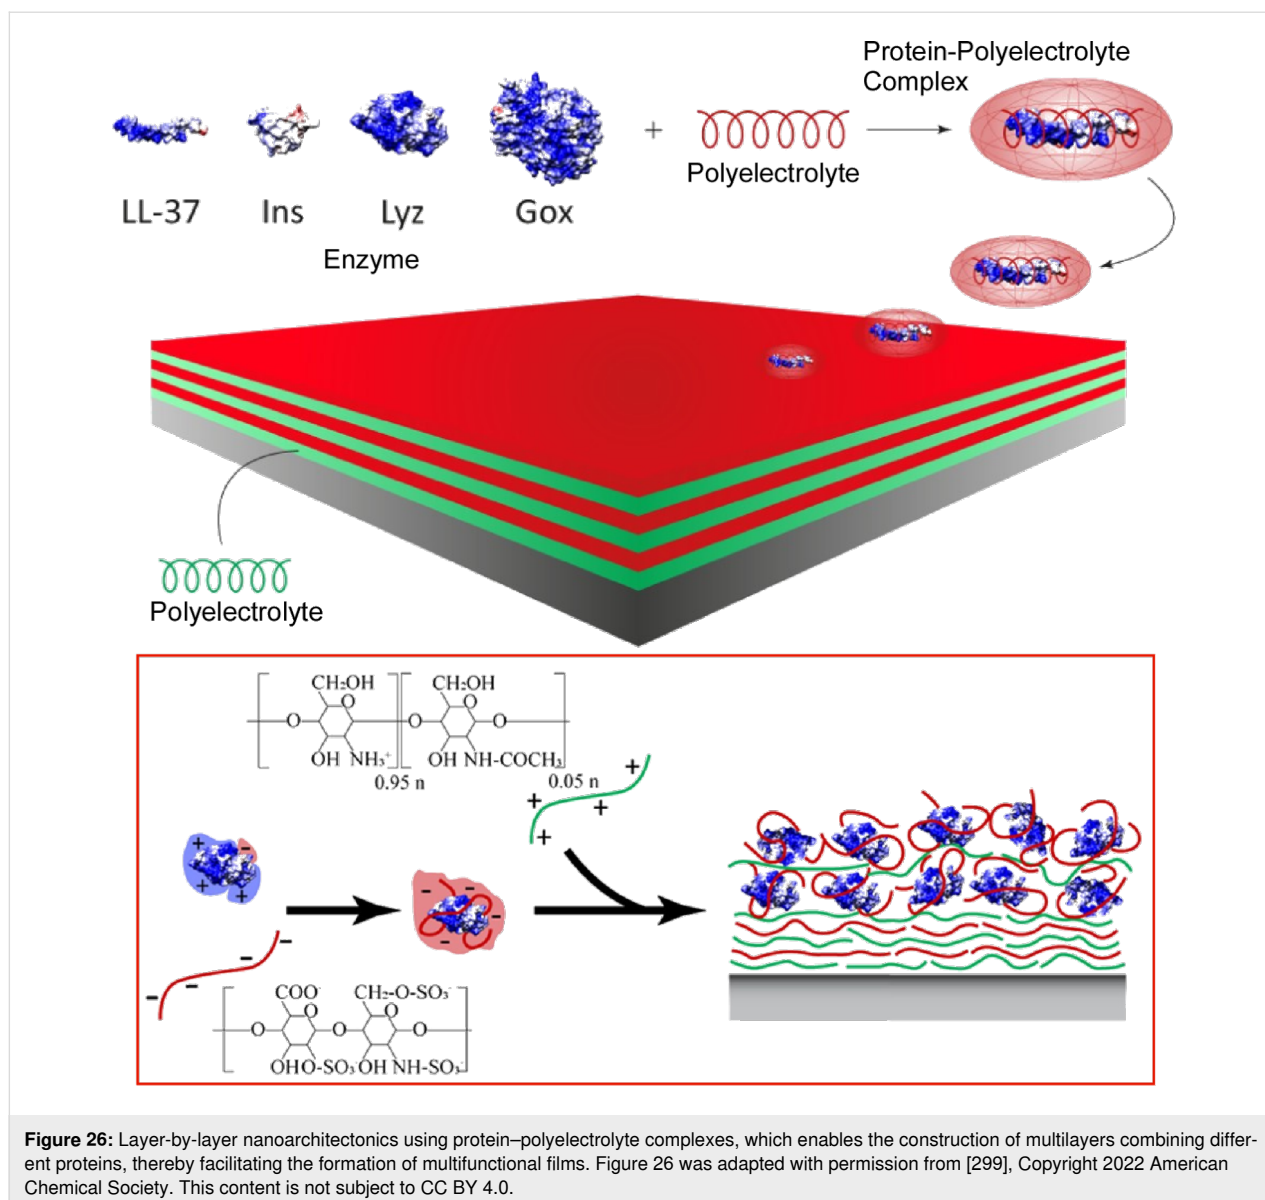 Protein-Polyelectrolyte
Complex
+
Polyelectrolyte
LL-37 Ins Lyz Gox
Enzyme
Polyelectrolyte
CH₂OH CH₂OH
O O
O O O
OH NH₃⁺ OH NH-COCH₃
0.95 n 0.05 n
+ + + +
+ - + +
- - - - -
- - - -
COO⁻ CH₂-O-SO₃⁻
O O
O O O
OH O-SO₃⁻ OH NH-SO₃⁻
Figure 26: Layer-by-layer nanoarchitectonics using protein–polyelectrolyte complexes, which enables the construction of multilayers combining differ-
ent proteins, thereby facilitating the formation of multifunctional films. Figure 26 was adapted with permission from [299], Copyright 2022 American
Chemical Society. This content is not subject to CC BY 4.0.